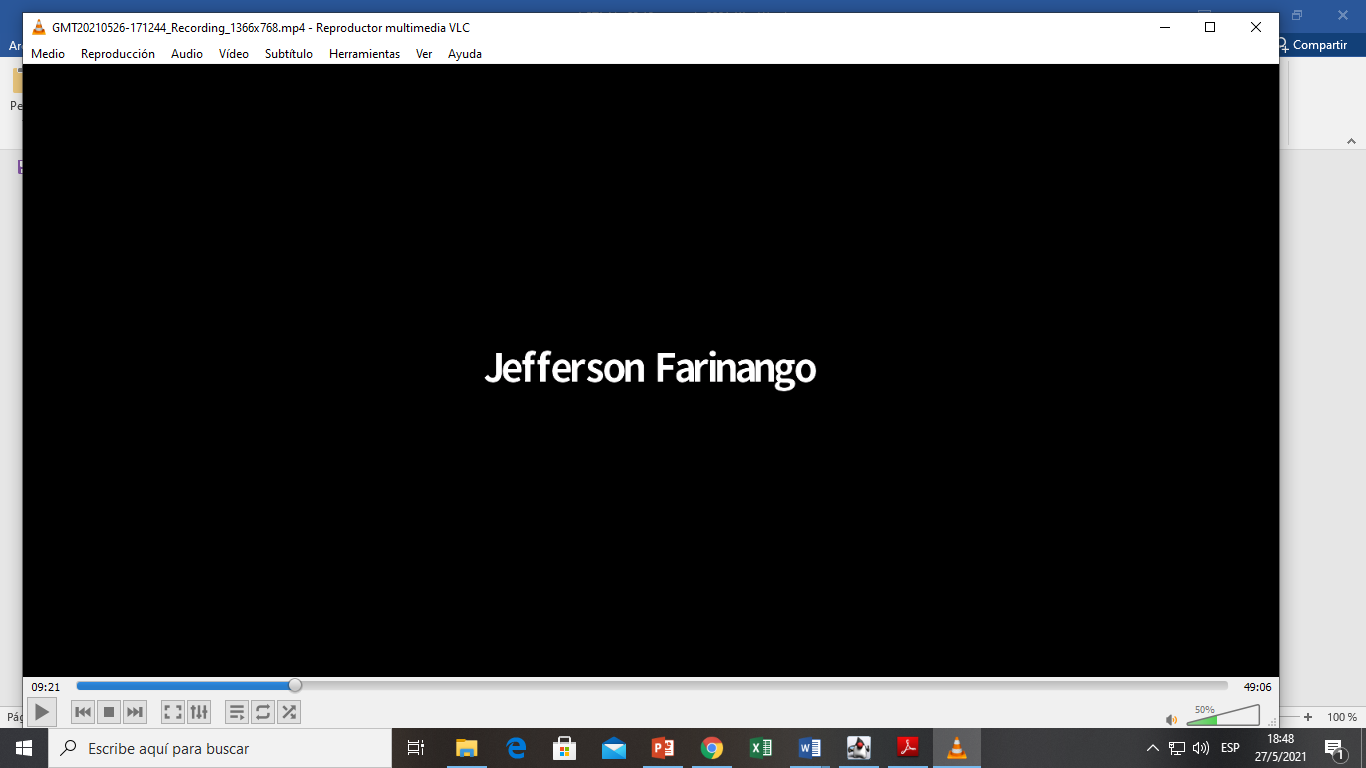 GMT20210526-171244_Recording_1366x768.mp4 - Reproductor multimedia VLC
Medio Reproducción Audio Vídeo Subtítulo Herramientas Ver Ayuda
Compartir
Jefferson Farinango
09:21
49:06
50%
100 %
Escribe aquí para buscar
ESP
18:48
27/5/2021
1